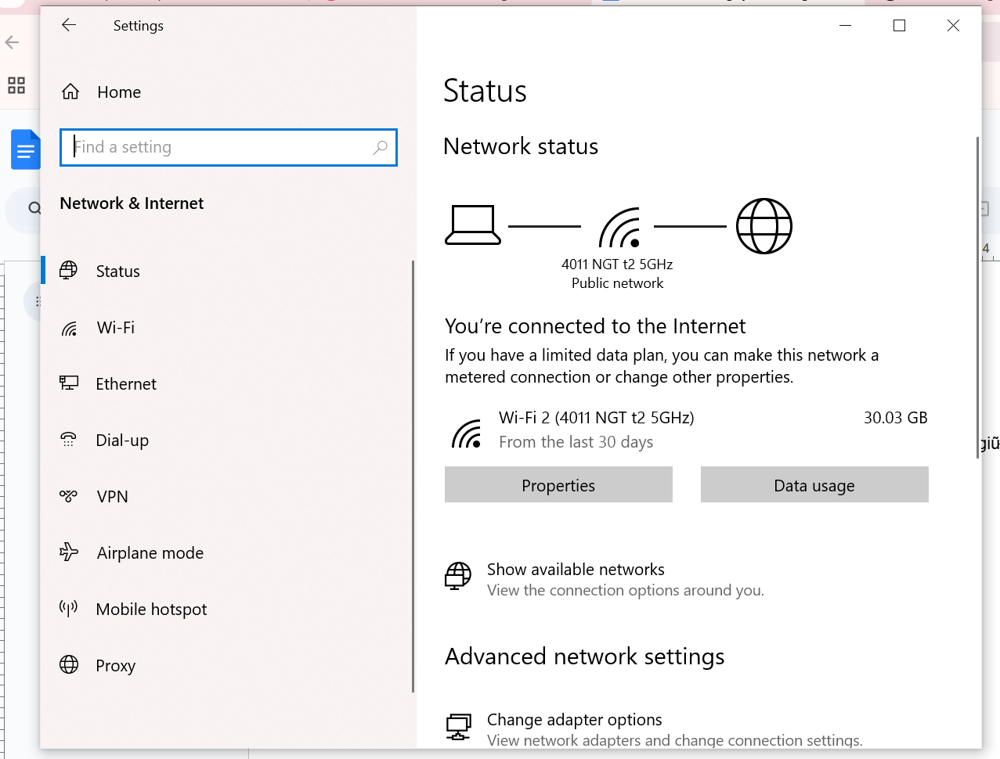 Settings
Home
Find a setting
Network & Internet
Status
Wi-Fi
Ethernet
Dial-up
VPN
Airplane mode
Mobile hotspot
Proxy
Status
Network status
4011 NGT t2 5GHz
Public network
You’re connected to the Internet
If you have a limited data plan, you can make this network a
metered connection or change other properties.
Wi-Fi 2 (4011 NGT t2 5GHz)
30.03 GB
From the last 30 days
Properties
Data usage
Show available networks
View the connection options around you.
Advanced network settings
Change adapter options
View network adapters and change connection settings.
4
giữ